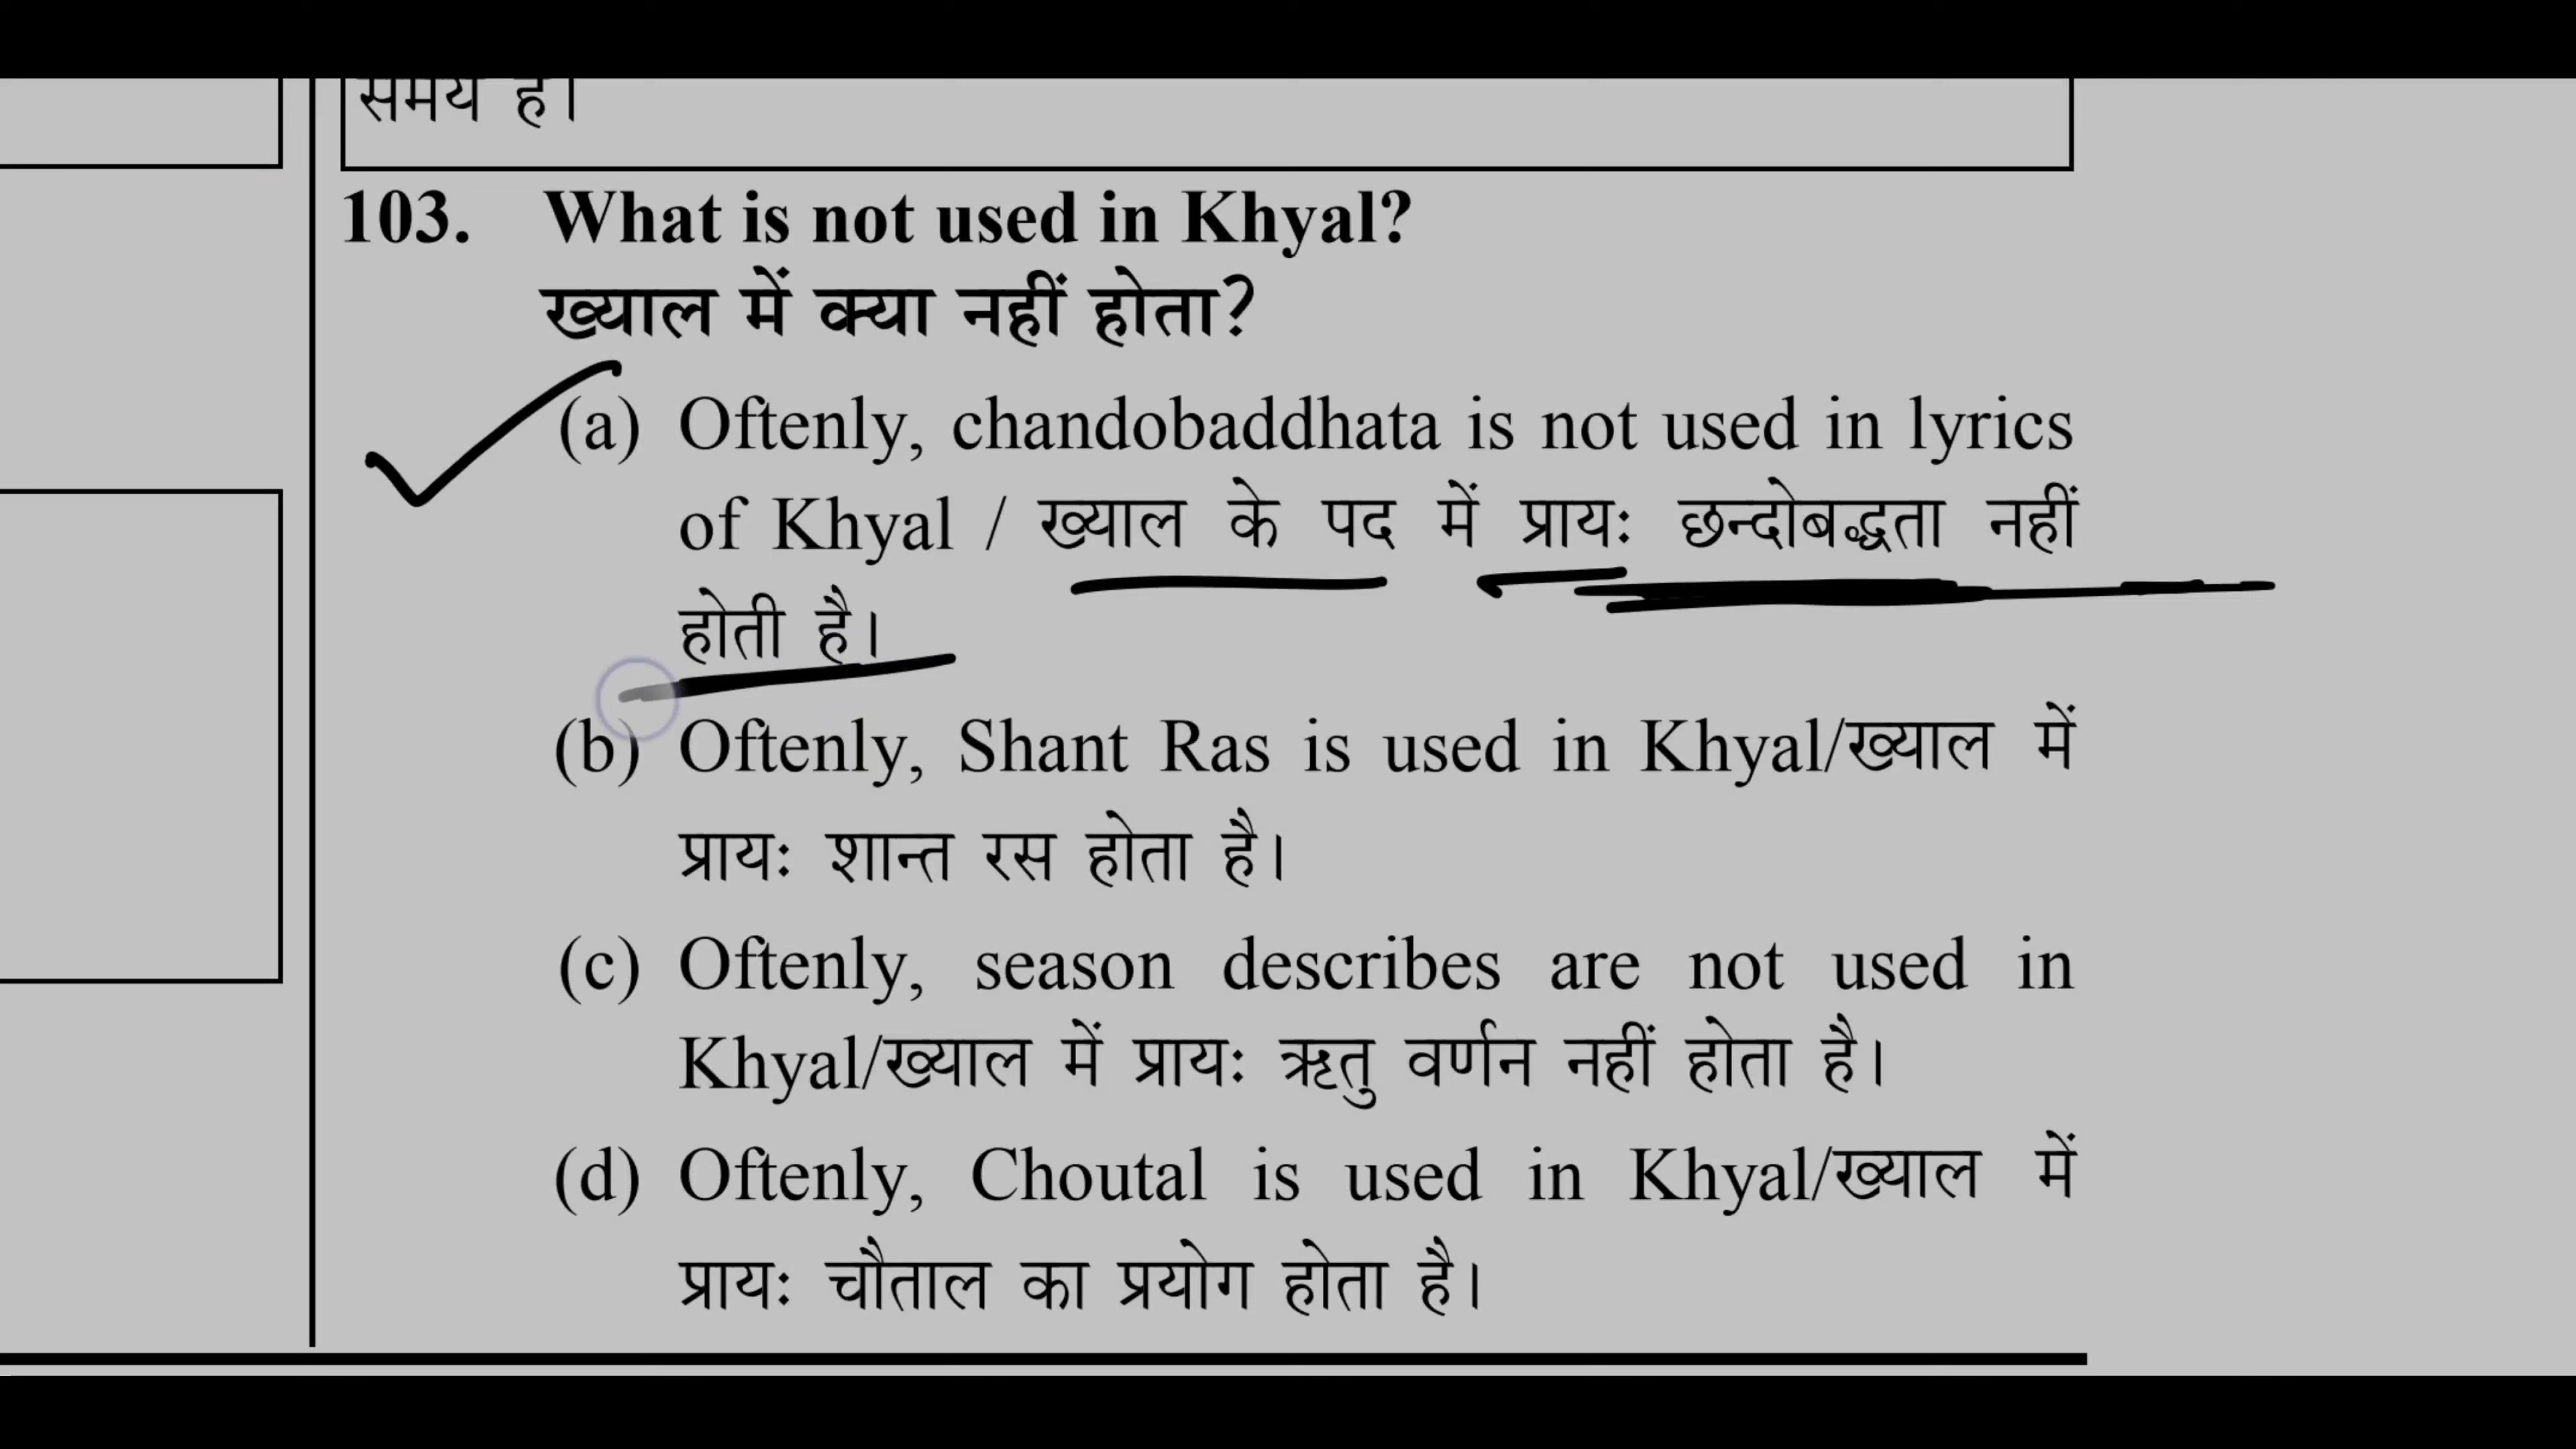 समय है।
103. What is not used in Khyal?
ख्याल में क्या नहीं होता?
(a) Oftenly, chandobaddhata is not used in lyrics
of Khyal / ख्याल के पद में प्रायः छन्दोबद्धता नहीं
होती है।
(b) Oftenly, Shant Ras is used in Khyal/ख्याल में
प्रायः शान्त रस होता है।
(c) Oftenly, season describes are not used in
Khyal/ख्याल में प्रायः ऋतु वर्णन नहीं होता है।
(d) Oftenly, Choutal is used in Khyal/ख्याल में
प्रायः चौताल का प्रयोग होता है।